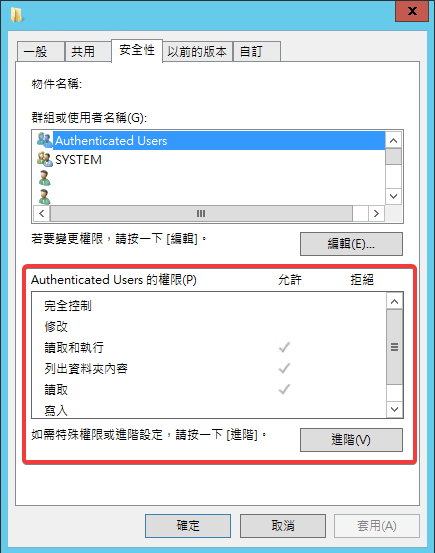 一般 共用 安全性 以前的版本 自訂
物件名稱:
群組或使用者名稱(G):
Authenticated Users
SYSTEM
若要變更權限，請按一下 [編輯]。
編輯(E)...
Authenticated Users 的權限(P) 允許 拒絕
完全控制
修改
讀取和執行
列出資料夾內容
讀取
寫入
如需特殊權限或進階設定，請按一下 [進階]。
進階(V)
確定 取消 套用(A)